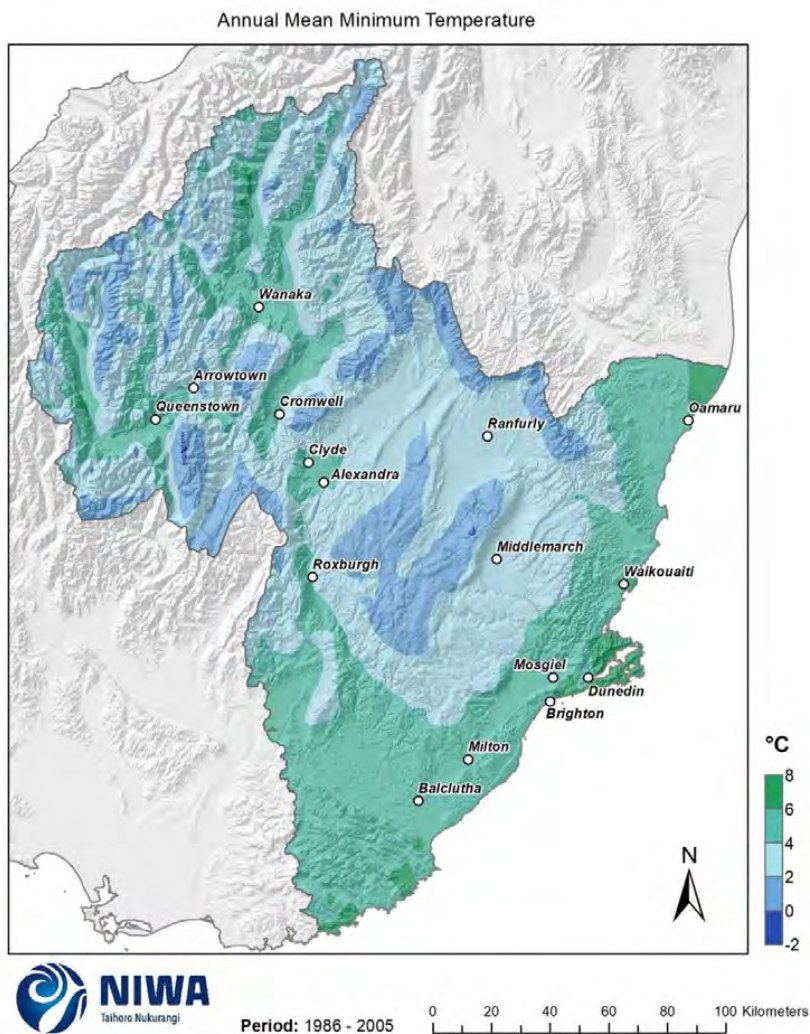 Annual Mean Minimum Temperature
Wanaka
Arrowtown
Queenstown
Cromwell
Oamaru
Ranfurly
Clyde
Alexandra
Middlemarch
Roxburgh
Waikouaiti
Mosgiel
Dunedin
Brighton
Milton
Balclutha
°C
8
6
4
2
0
-2
N
NIWA
Taihoro Nukurangi
Period: 1986 - 2005
0 20 40 60 80 100 Kilometers